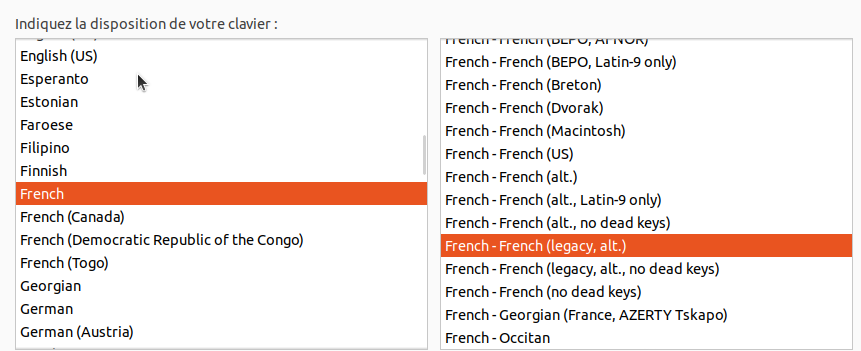 Indiquez la disposition de votre clavier :
English (US)
Esperanto
Estonian
Faroese
Filipino
Finnish
French
French (Canada)
French (Democratic Republic of the Congo)
French (Togo)
Georgian
German
German (Austria)
French - French (BEPO, AFNOR)
French - French (BEPO, Latin-9 only)
French - French (Breton)
French - French (Dvorak)
French - French (Macintosh)
French - French (US)
French - French (alt.)
French - French (alt., Latin-9 only)
French - French (alt., no dead keys)
French - French (legacy, alt.)
French - French (legacy, alt., no dead keys)
French - French (no dead keys)
French - Georgian (France, AZERTY Tskapo)
French - Occitan